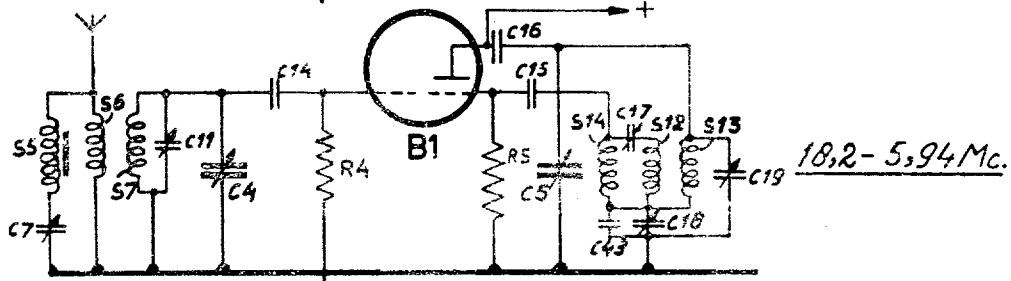 +
C16
C14
C15
S6
S14
C17
S12
S13
S5
C11
B1
18,2-5,94 Mc.
S7
C4
R4
R5
C5
C19
C7
C18
C43